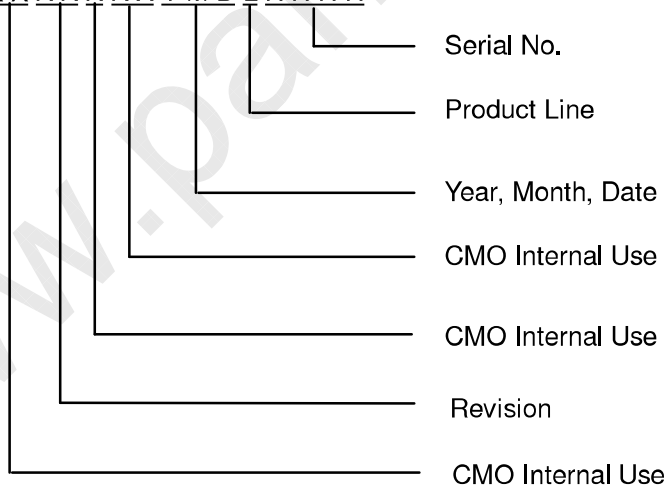 Serial No.
Product Line
Year, Month, Date
CMO Internal Use
CMO Internal Use
Revision
CMO Internal Use